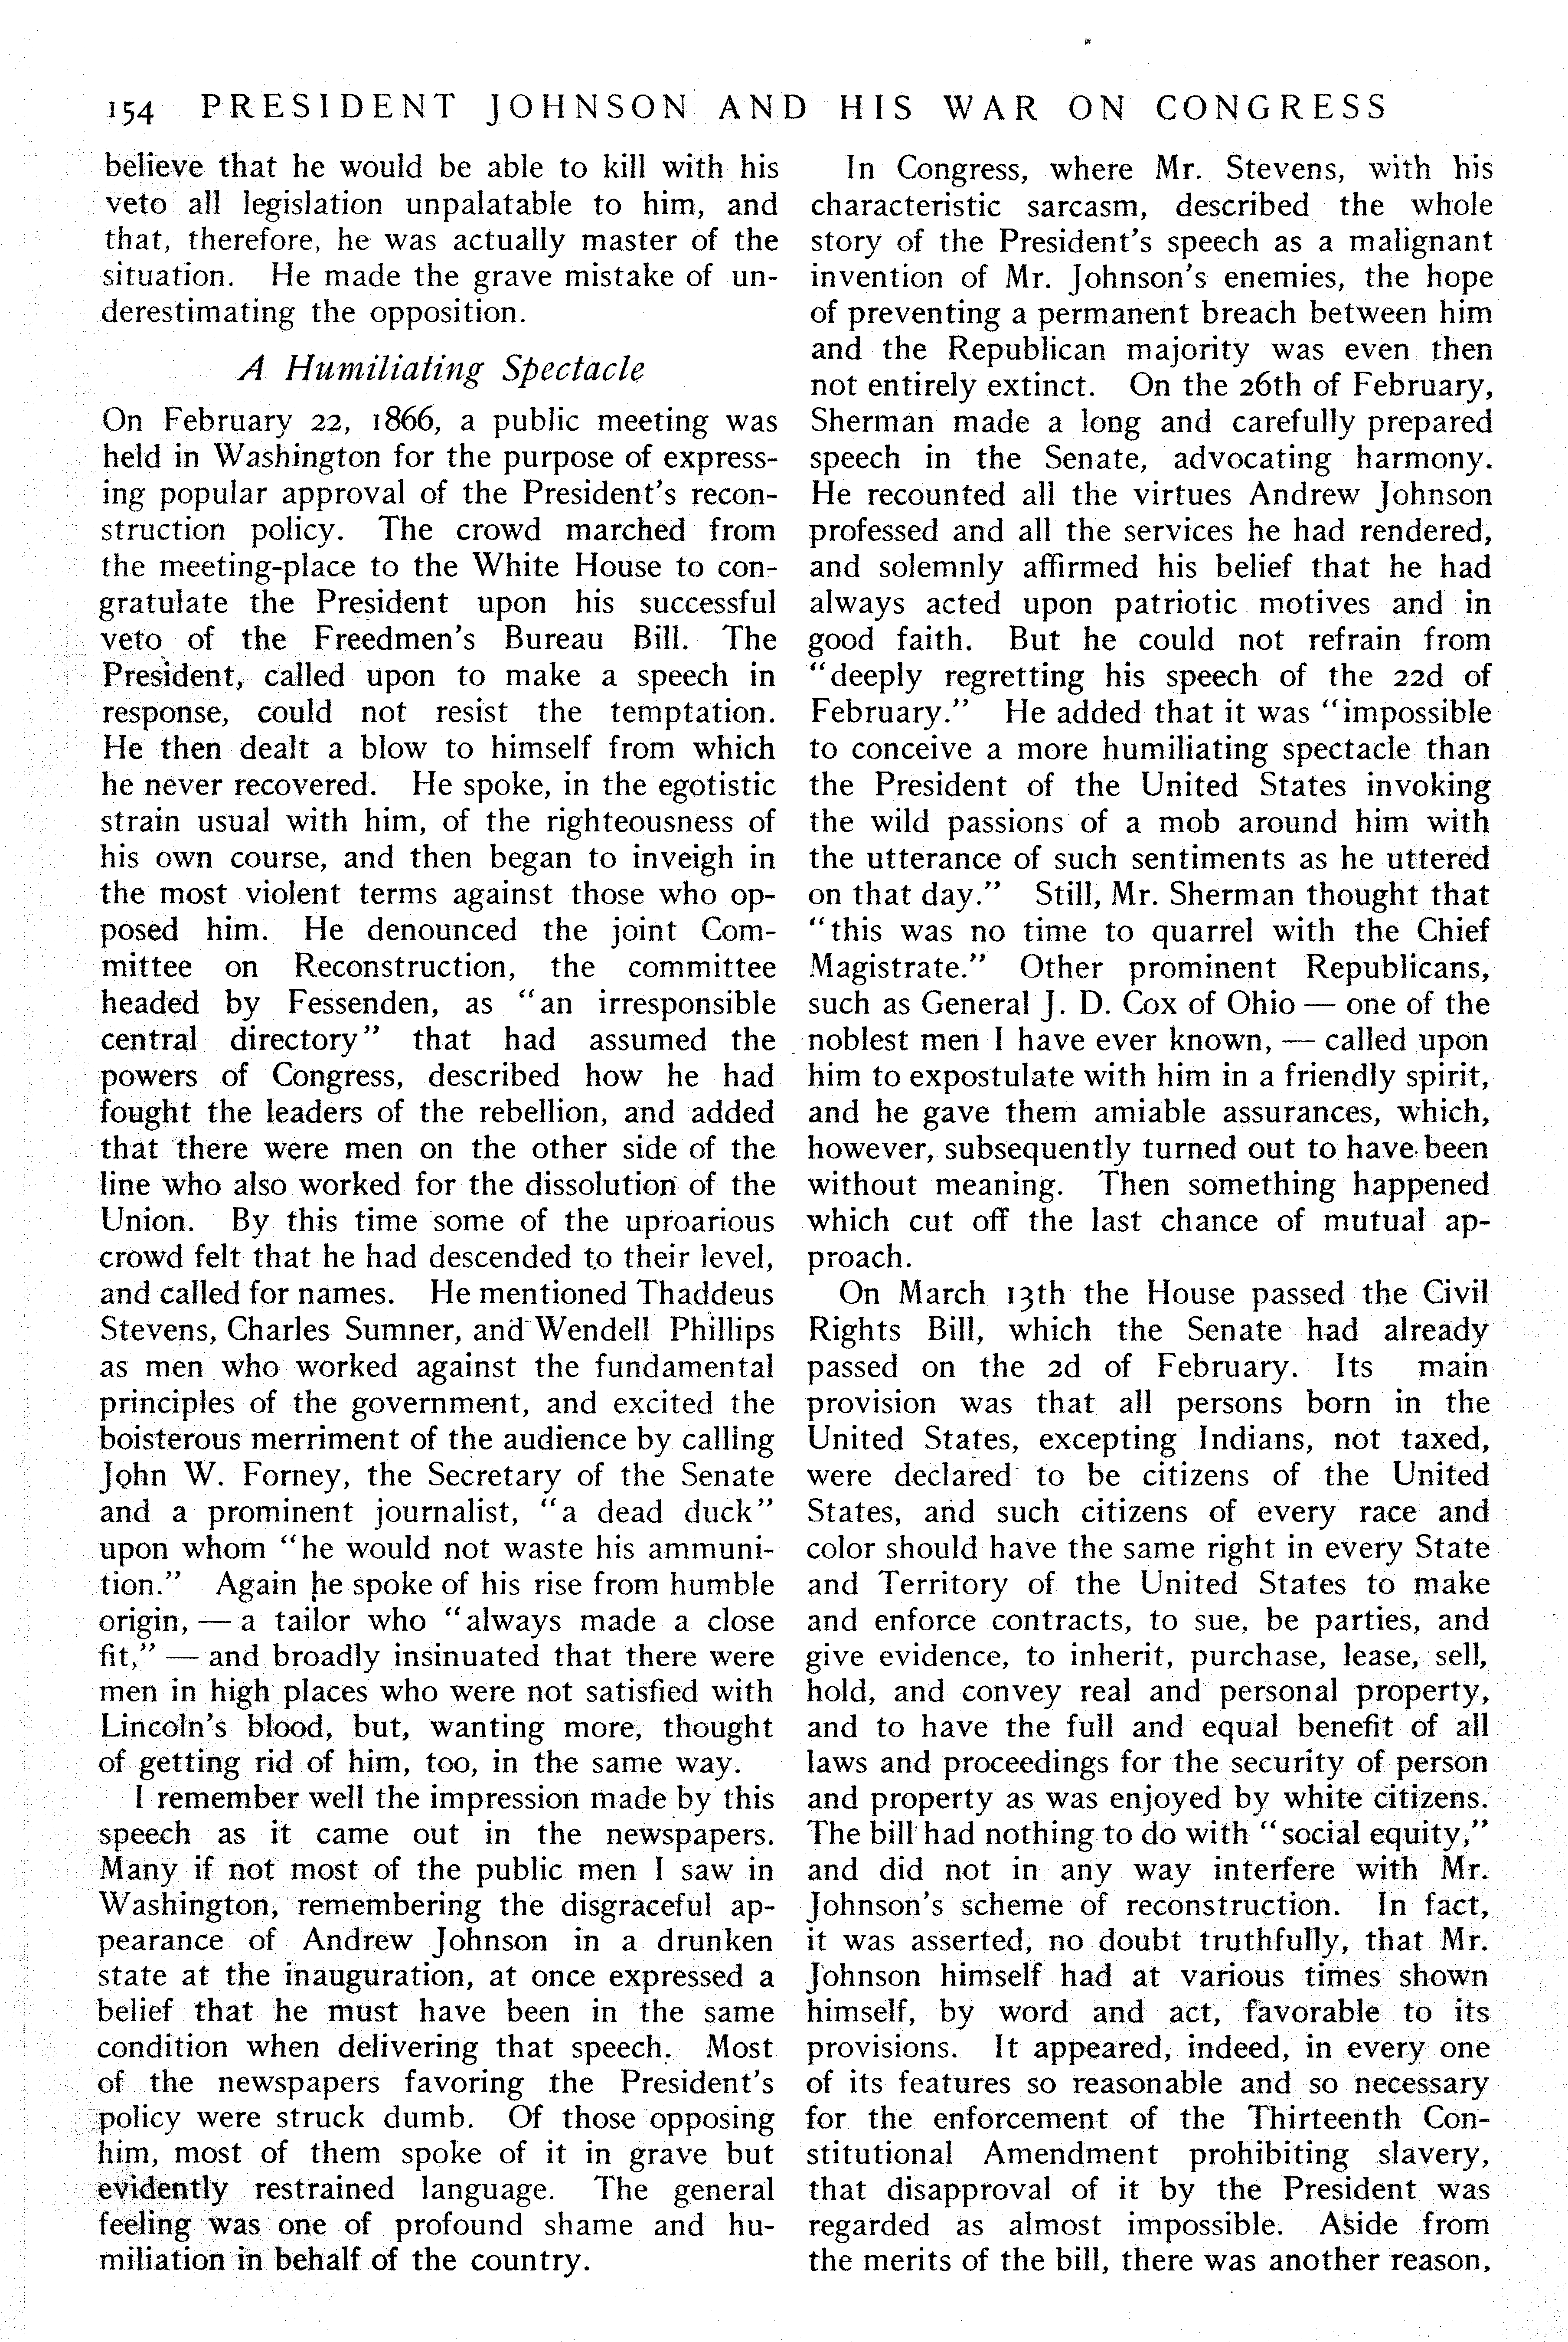 154 PRESIDENT JOHNSON AND HIS WAR ON CONGRESS
believe that he would be able to kill with his
veto all legislation unpalatable to him, and
that, therefore, he was actually master of the
situation. He made the grave mistake of un-
derestimating the opposition.
A Humiliating Spectacle
On February 22, 1866, a public meeting was
held in Washington for the purpose of express-
ing popular approval of the President's recon-
struction policy. The crowd marched from
the meeting-place to the White House to con-
gratulate the President upon his successful
veto of the Freedmen's Bureau Bill. The
President, called upon to make a speech in
response, could not resist the temptation.
He then dealt a blow to himself from which
he never recovered. He spoke, in the egotistic
strain usual with him, of the righteousness of
his own course, and then began to inveigh in
the most violent terms against those who op-
posed him. He denounced the joint Com-
mittee on Reconstruction, the committee
headed by Fessenden, as "an irresponsible
central directory" that had assumed the
powers of Congress, described how he had
fought the leaders of the rebellion, and added
that there were men on the other side of the
line who also worked for the dissolution of the
Union. By this time some of the uproarious
crowd felt that he had descended to their level,
and called for names. He mentioned Thaddeus
Stevens, Charles Sumner, and Wendell Phillips
as men who worked against the fundamental
principles of the government, and excited the
boisterous merriment of the audience by calling
John W. Forney, the Secretary of the Senate
and a prominent journalist, "a dead duck"
upon whom "he would not waste his ammuni-
tion." Again he spoke of his rise from humble
origin, — a tailor who "always made a close
fit," — and broadly insinuated that there were
men in high places who were not satisfied with
Lincoln's blood, but, wanting more, thought
of getting rid of him, too, in the same way.
I remember well the impression made by this
speech as it came out in the newspapers.
Many if not most of the public men I saw in
Washington, remembering the disgraceful ap-
pearance of Andrew Johnson in a drunken
state at the inauguration, at once expressed a
belief that he must have been in the same
condition when delivering that speech. Most
of the newspapers favoring the President's
policy were struck dumb. Of those opposing
him, most of them spoke of it in grave but
evidently restrained language. The general
feeling was one of profound shame and hu-
miliation in behalf of the country.
In Congress, where Mr. Stevens, with his
characteristic sarcasm, described the whole
story of the President's speech as a malignant
invention of Mr. Johnson's enemies, the hope
of preventing a permanent breach between him
and the Republican majority was even then
not entirely extinct. On the 26th of February,
Sherman made a long and carefully prepared
speech in the Senate, advocating harmony.
He recounted all the virtues Andrew Johnson
professed and all the services he had rendered,
and solemnly affirmed his belief that he had
always acted upon patriotic motives and in
good faith. But he could not refrain from
"deeply regretting his speech of the 22d of
February." He added that it was "impossible
to conceive a more humiliating spectacle than
the President of the United States invoking
the wild passions of a mob around him with
the utterance of such sentiments as he uttered
on that day." Still, Mr. Sherman thought that
"this was no time to quarrel with the Chief
Magistrate." Other prominent Republicans,
such as General J. D. Cox of Ohio — one of the
noblest men I have ever known, — called upon
him to expostulate with him in a friendly spirit,
and he gave them amiable assurances, which,
however, subsequently turned out to have been
without meaning. Then something happened
which cut off the last chance of mutual ap-
proach.
On March 13th the House passed the Civil
Rights Bill, which the Senate had already
passed on the 2d of February. Its main
provision was that all persons born in the
United States, excepting Indians, not taxed,
were declared to be citizens of the United
States, and such citizens of every race and
color should have the same right in every State
and Territory of the United States to make
and enforce contracts, to sue, be parties, and
give evidence, to inherit, purchase, lease, sell,
hold, and convey real and personal property,
and to have the full and equal benefit of all
laws and proceedings for the security of person
and property as was enjoyed by white citizens.
The bill had nothing to do with "social equity,"
and did not in any way interfere with Mr.
Johnson's scheme of reconstruction. In fact,
it was asserted, no doubt truthfully, that Mr.
Johnson himself had at various times shown
himself, by word and act, favorable to its
provisions. It appeared, indeed, in every one
of its features so reasonable and so necessary
for the enforcement of the Thirteenth Con-
stitutional Amendment prohibiting slavery,
that disapproval of it by the President was
regarded as almost impossible. Aside from
the merits of the bill, there was another reason,